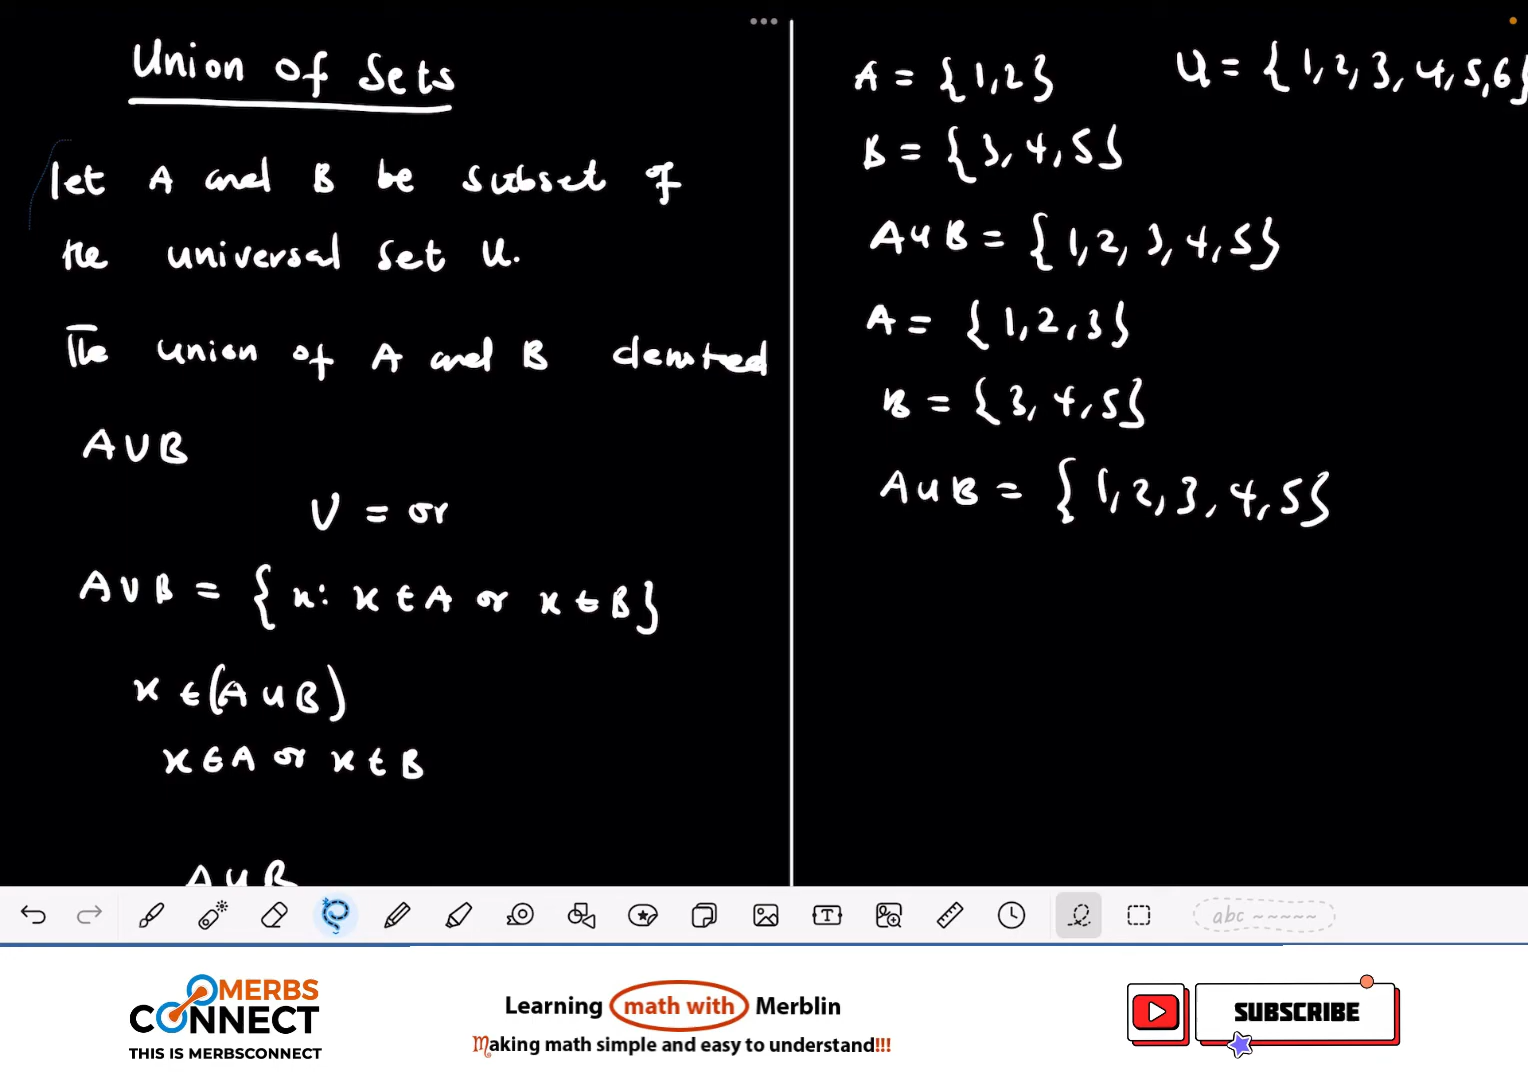 Union of Sets
let A and B be subset of
the universal set U.
The union of A and B denoted
A∪B
∪ = or
A∪B = {x: x∈A or x∈B}
x ∈(A∪B)
x∈A or x∈B
A∪B
A = {1,2} U = {1,2,3,4,5,6}
B = {3,4,5}
A∪B = {1,2,3,4,5}
A = {1,2,3}
B = {3,4,5}
A∪B = {1,2,3,4,5}
abc
MERBS
CONNECT
THIS IS MERBSCONNECT
Learning math with Merblin
Making math simple and easy to understand!!!
SUBSCRIBE